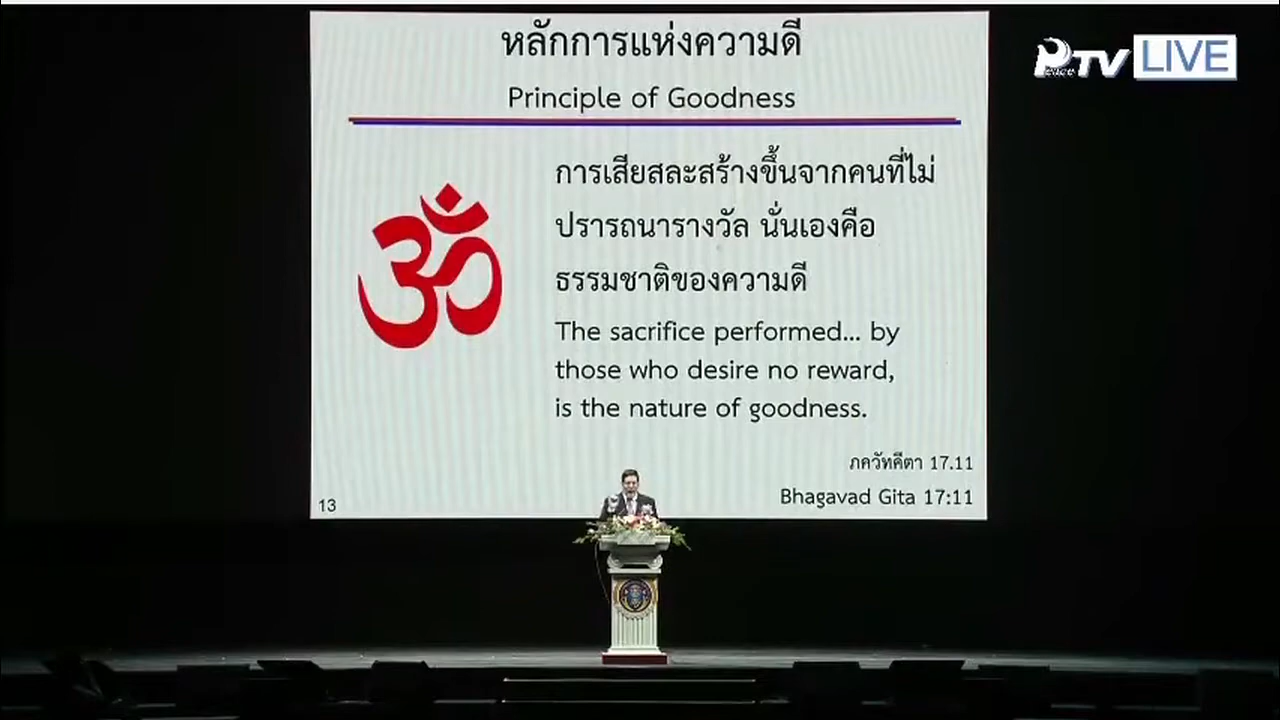 หลักการแห่งความดี
Principle of Goodness
Peace TV LIVE
การเสียสละสร้างขึ้นจากคนที่ไม่
ปรารถนารางวัล นั่นเองคือ
ธรรมชาติของความดี
The sacrifice performed... by
those who desire no reward,
is the nature of goodness.
ภควัทคีตา 17.11
Bhagavad Gita 17:11
13